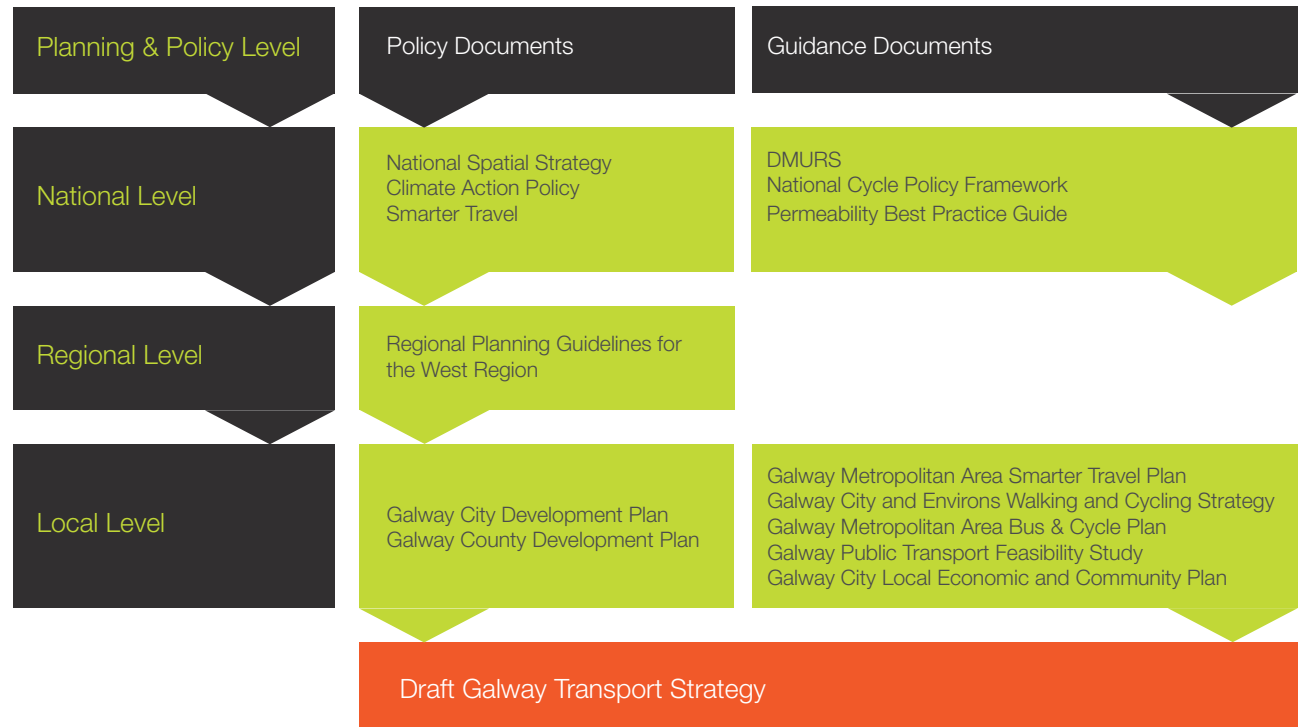 Planning & Policy Level
Policy Documents
Guidance Documents
National Level
National Spatial Strategy
Climate Action Policy
Smarter Travel
DMURS
National Cycle Policy Framework
Permeability Best Practice Guide
Regional Level
Regional Planning Guidelines for
the West Region
Local Level
Galway City Development Plan
Galway County Development Plan
Galway Metropolitan Area Smarter Travel Plan
Galway City and Environs Walking and Cycling Strategy
Galway Metropolitan Area Bus & Cycle Plan
Galway Public Transport Feasibility Study
Galway City Local Economic and Community Plan
Draft Galway Transport Strategy